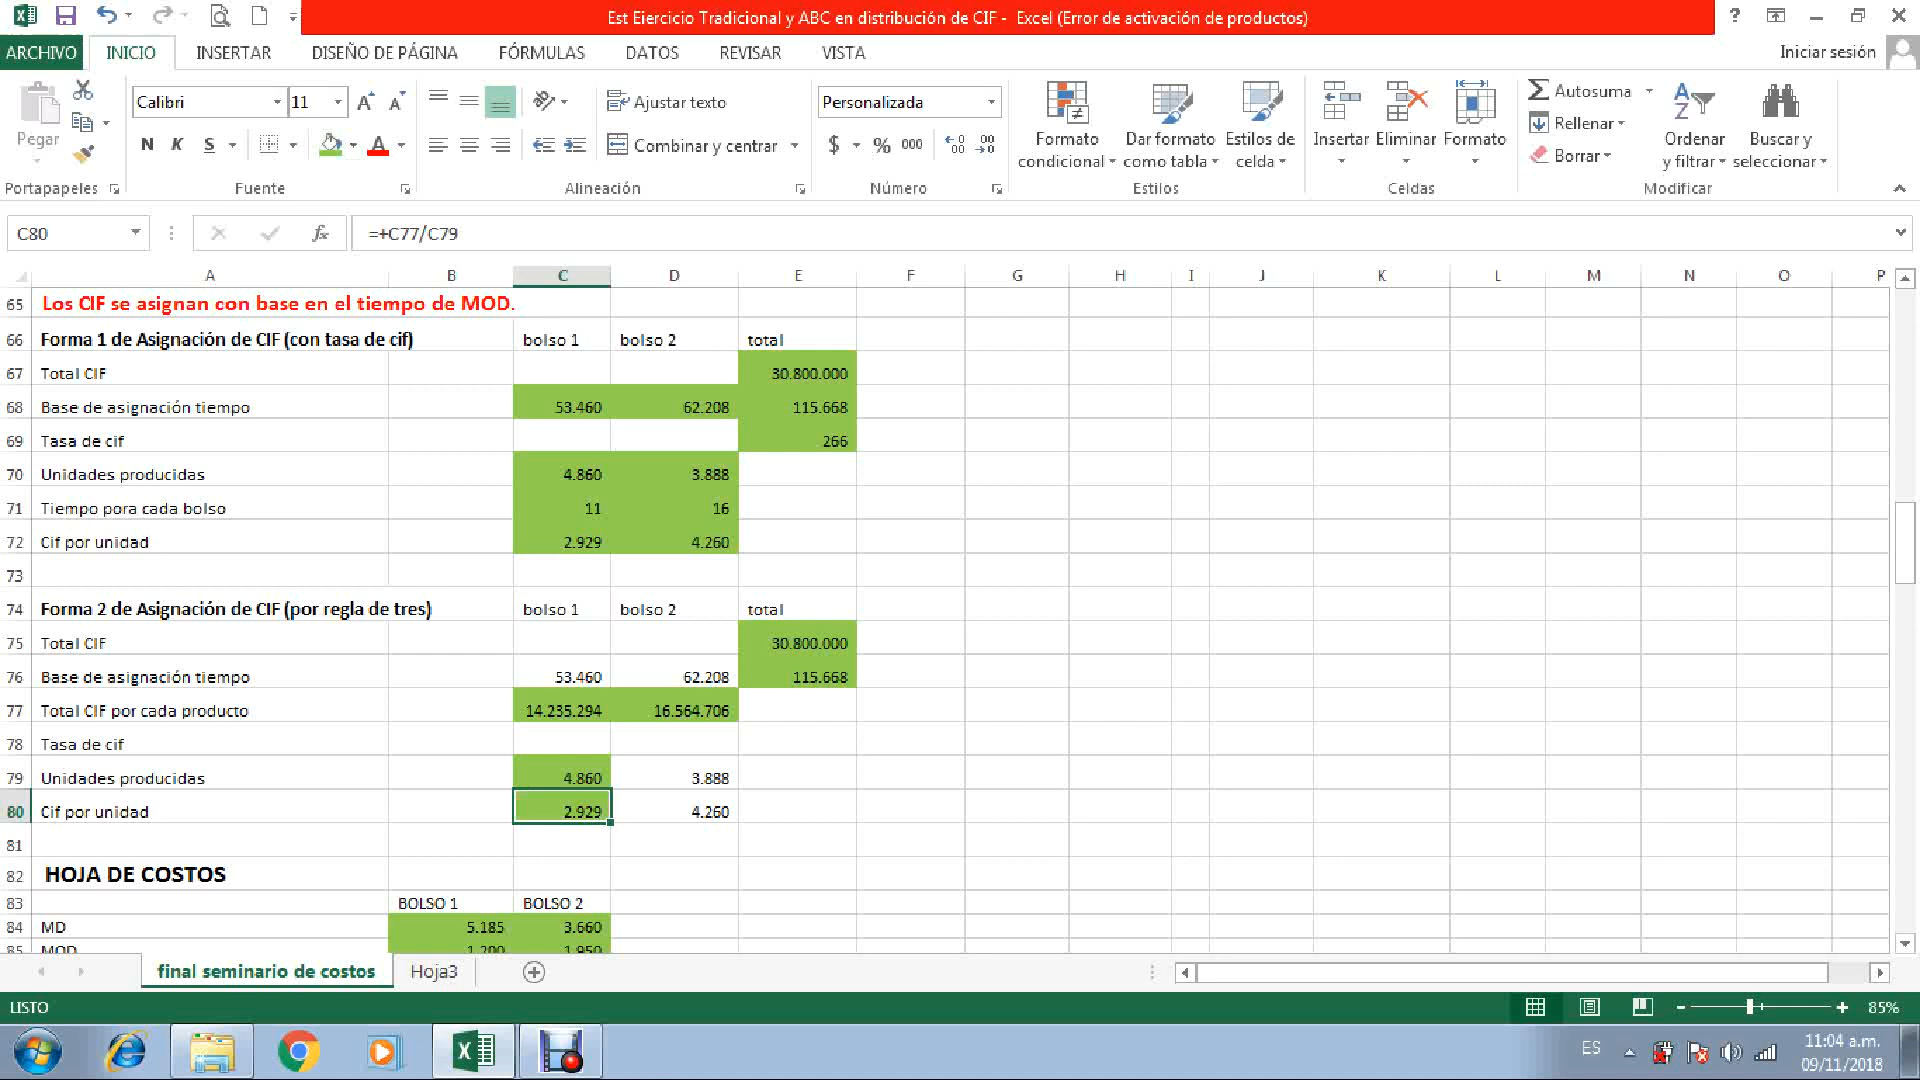 Est Ejercicio Tradicional y ABC en distribución de CIF - Excel (Error de activación de productos)
ARCHIVO INICIO INSERTAR DISEÑO DE PÁGINA FÓRMULAS DATOS REVISAR VISTA Iniciar sesión
Calibri 11 Ajustar texto Personalizada Autosuma
Pegar Rellenar
N K S Combinar y centrar $ % 000 Borrar
Formato condicional Dar formato como tabla Estilos de celda Insertar Eliminar Formato Ordenar y filtrar Buscar y seleccionar
Portapapeles Fuente Alineación Número Estilos Celdas Modificar
C80 fx =+C77/C79
A B C D E F G H I J K L M N O P
65 Los CIF se asignan con base en el tiempo de MOD.
66 Forma 1 de Asignación de CIF (con tasa de cif) bolso 1 bolso 2 total
67 Total CIF 30.800.000
68 Base de asignación tiempo 53.460 62.208 115.668
69 Tasa de cif 266
70 Unidades producidas 4.860 3.888
71 Tiempo pora cada bolso 11 16
72 Cif por unidad 2.929 4.260
73
74 Forma 2 de Asignación de CIF (por regla de tres) bolso 1 bolso 2 total
75 Total CIF 30.800.000
76 Base de asignación tiempo 53.460 62.208 115.668
77 Total CIF por cada producto 14.235.294 16.564.706
78 Tasa de cif
79 Unidades producidas 4.860 3.888
80 Cif por unidad 2.929 4.260
81
82 HOJA DE COSTOS
83 BOLSO 1 BOLSO 2
84 MD 5.185 3.660
85 MOD 1.200 1.950
final seminario de costos Hoja3
LISTO 85%
ES 11:04 a.m.
09/11/2018